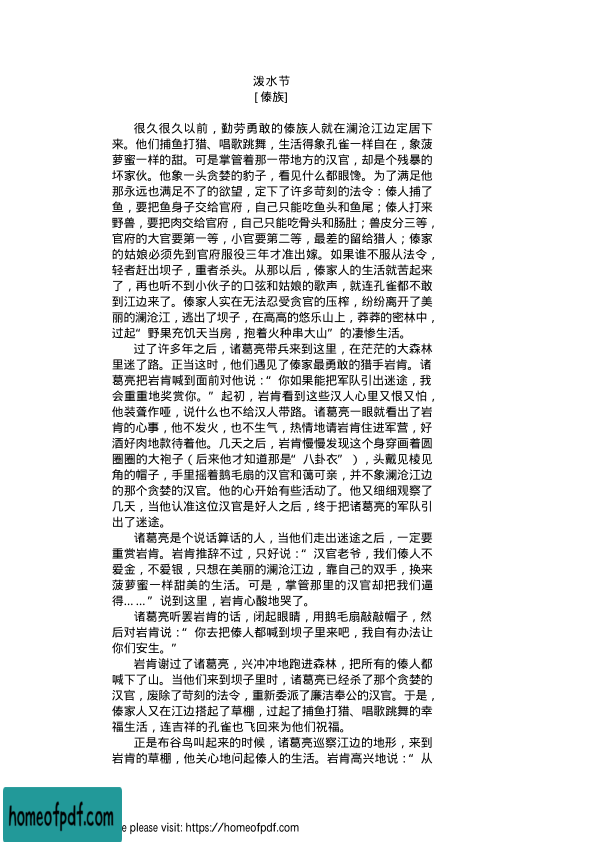 泼水节
[傣族]
很久很久以前，勤劳勇敢的傣族人就在澜沧江边定居下
来。他们捕鱼打猎、唱歌跳舞，生活得象孔雀一样自在，象菠
萝蜜一样的甜。可是掌管着那一带地方的汉官，却是个残暴的
坏家伙。他象一头贪婪的豹子，看见什么都眼馋。为了满足他
那永远也满足不了的欲望，定下了许多苛刻的法令：傣人捕了
鱼，要把鱼身子交给官府，自己只能吃鱼头和鱼尾；傣人打来
野兽，要把肉交给官府，自己只能吃骨头和肠肚；兽皮分三等，
官府的大官要第一等，小官要第二等，最差的留给猎人；傣家
的姑娘必须先到官府服役三年才准出嫁。如果谁不服从法令，
轻者赶出坝子，重者杀头。从那以后，傣家人的生活就苦起来
了，再也听不到小伙子的口弦和姑娘的歌声，就连孔雀都不敢
到江边来了。傣家人实在无法忍受贪官的压榨，纷纷离开了美
丽的澜沧江，逃出了坝子，在高高的悠乐山上，莽莽的密林中，
过起“野果充饥天当房，抱着火种串大山”的凄惨生活。
过了许多年之后，诸葛亮带兵来到这里，在茫茫的大森林
里迷了路。正当这时，他们遇见了傣家最勇敢的猎手岩肯。诸
葛亮把岩肯喊到面前对他说：“你如果能把军队引出迷途，我
会重重地奖赏你。”起初，岩肯看到这些汉人心里又恨又怕，
他装聋作哑，说什么也不给汉人带路。诸葛亮一眼就看出了岩
肯的心事，他不发火，也不生气，热情地请岩肯住进军营，好
酒好肉地款待着他。几天之后，岩肯慢慢发现这个身穿画着圆
圈圈的大袍子（后来他才知道那是“八卦衣”），头戴见棱见
角的帽子，手里摇着鹅毛扇的汉官和蔼可亲，并不象澜沧江边
的那个贪婪的汉官。他的心开始有些活动了。他又细细观察了
几天，当他认准这位汉官是好人之后，终于把诸葛亮的军队引
出了迷途。
诸葛亮是个说话算话的人，当他们走出迷途之后，一定要
重赏岩肯。岩肯推辞不过，只好说：“汉官老爷，我们傣人不
爱金，不爱银，只想在美丽的澜沧江边，靠自己的双手，换来
菠萝蜜一样甜美的生活。可是，掌管那里的汉官却把我们逼
得……”说到这里，岩肯心酸地哭了。
诸葛亮听罢岩肯的话，闭起眼睛，用鹅毛扇敲敲帽子，然
后对岩肯说：“你去把傣人都喊到坝子里来吧，我自有办法让
你们安生。”
岩肯谢过了诸葛亮，兴冲冲地跑进森林，把所有的傣人都
喊下了山。当他们来到坝子里时，诸葛亮已经杀了那个贪婪的
汉官，废除了苛刻的法令，重新委派了廉洁奉公的汉官。于是，
傣家人又在江边搭起了草棚，过起了捕鱼打猎、唱歌跳舞的幸
福生活，连吉祥的孔雀也飞回来为他们祝福。
正是布谷鸟叫起来的时候，诸葛亮巡察江边的地形，来到
岩肯的草棚，他关心地问起傣人的生活。岩肯高兴地说：“从
homeofpdf.com
e please visit: https://homeofpdf.com